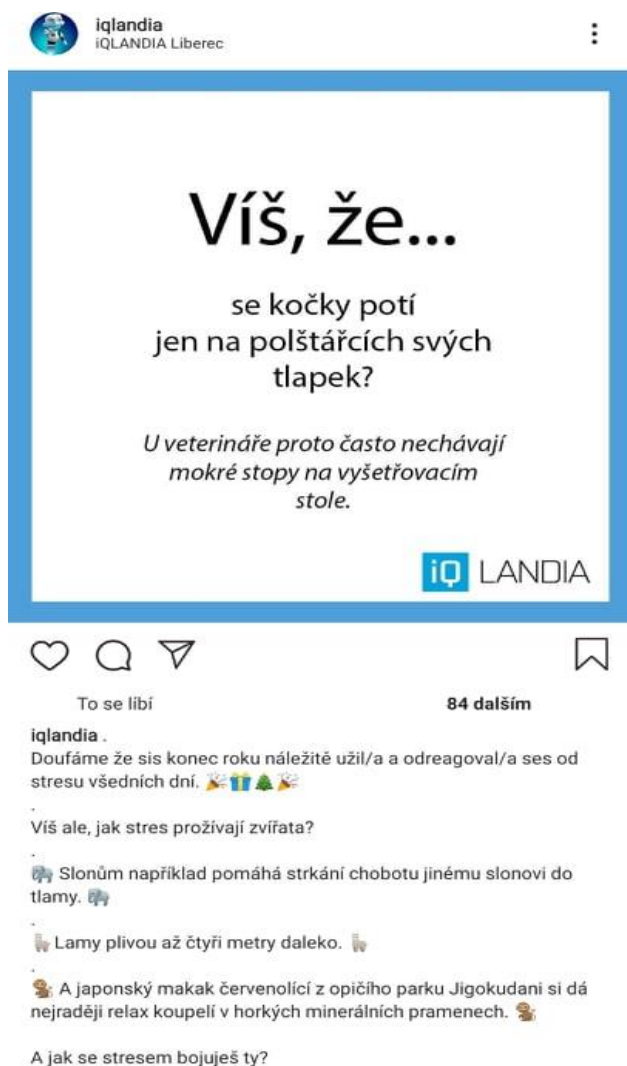 iqlandia
iQLANDIA Liberec
Víš, že...
se kočky potí
jen na polštářcích svých
tlapek?
U veterináře proto často nechávají
mokré stopy na vyšetřovacím
stole.
iQ LANDIA
To se líbí 84 dalším
iqlandia .
Doufáme že sis konec roku náležitě užil/a a odreagoval/a ses od
stresu všedních dní. 🎉🎁🎄🎉
.
Víš ale, jak stres prožívají zvířata?
.
🐘 Slonům například pomáhá strkání chobotu jinému slonovi do
tlamy. 🐘
.
🦙 Lamy plivou až čtyři metry daleko. 🦙
.
🐒 A japonský makak červenolící z opičího parku Jigokudani si dá
nejraději relax koupelí v horkých minerálních pramenech. 🐒
A jak se stresem bojuješ ty?